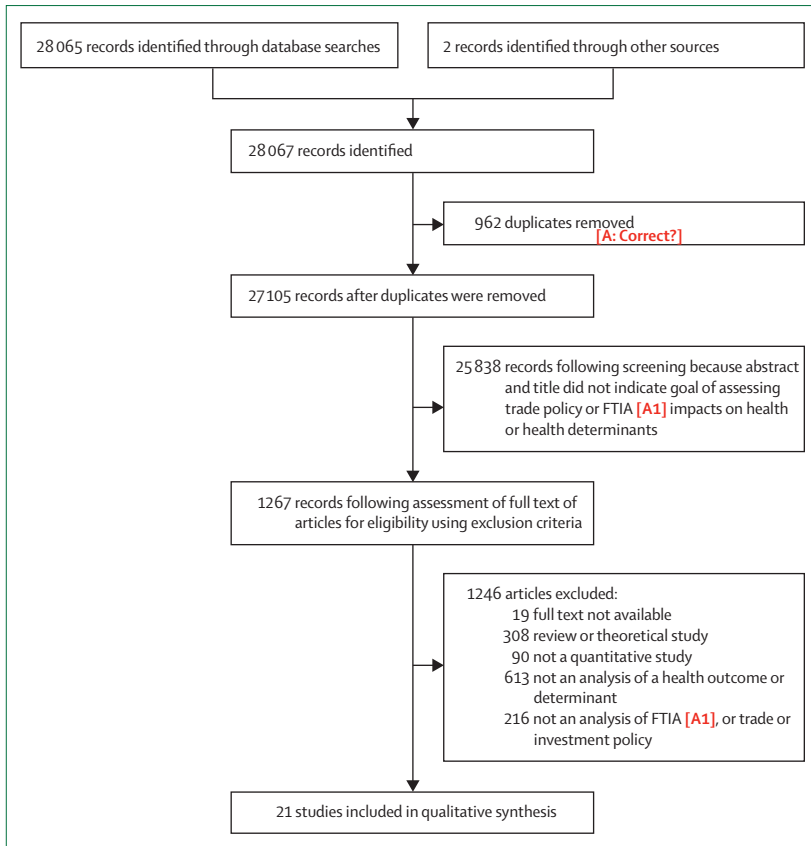 28 065 records identified through database searches
2 records identified through other sources
28 067 records identified
962 duplicates removed
[A: Correct?]
27 105 records after duplicates were removed
25 838 records following screening because abstract
and title did not indicate goal of assessing
trade policy or FTIA [A1] impacts on health
or health determinants
1267 records following assessment of full text of
articles for eligibility using exclusion criteria
1246 articles excluded:
19 full text not available
308 review or theoretical study
90 not a quantitative study
613 not an analysis of a health outcome or
determinant
216 not an analysis of FTIA [A1], or trade or
investment policy
21 studies included in qualitative synthesis